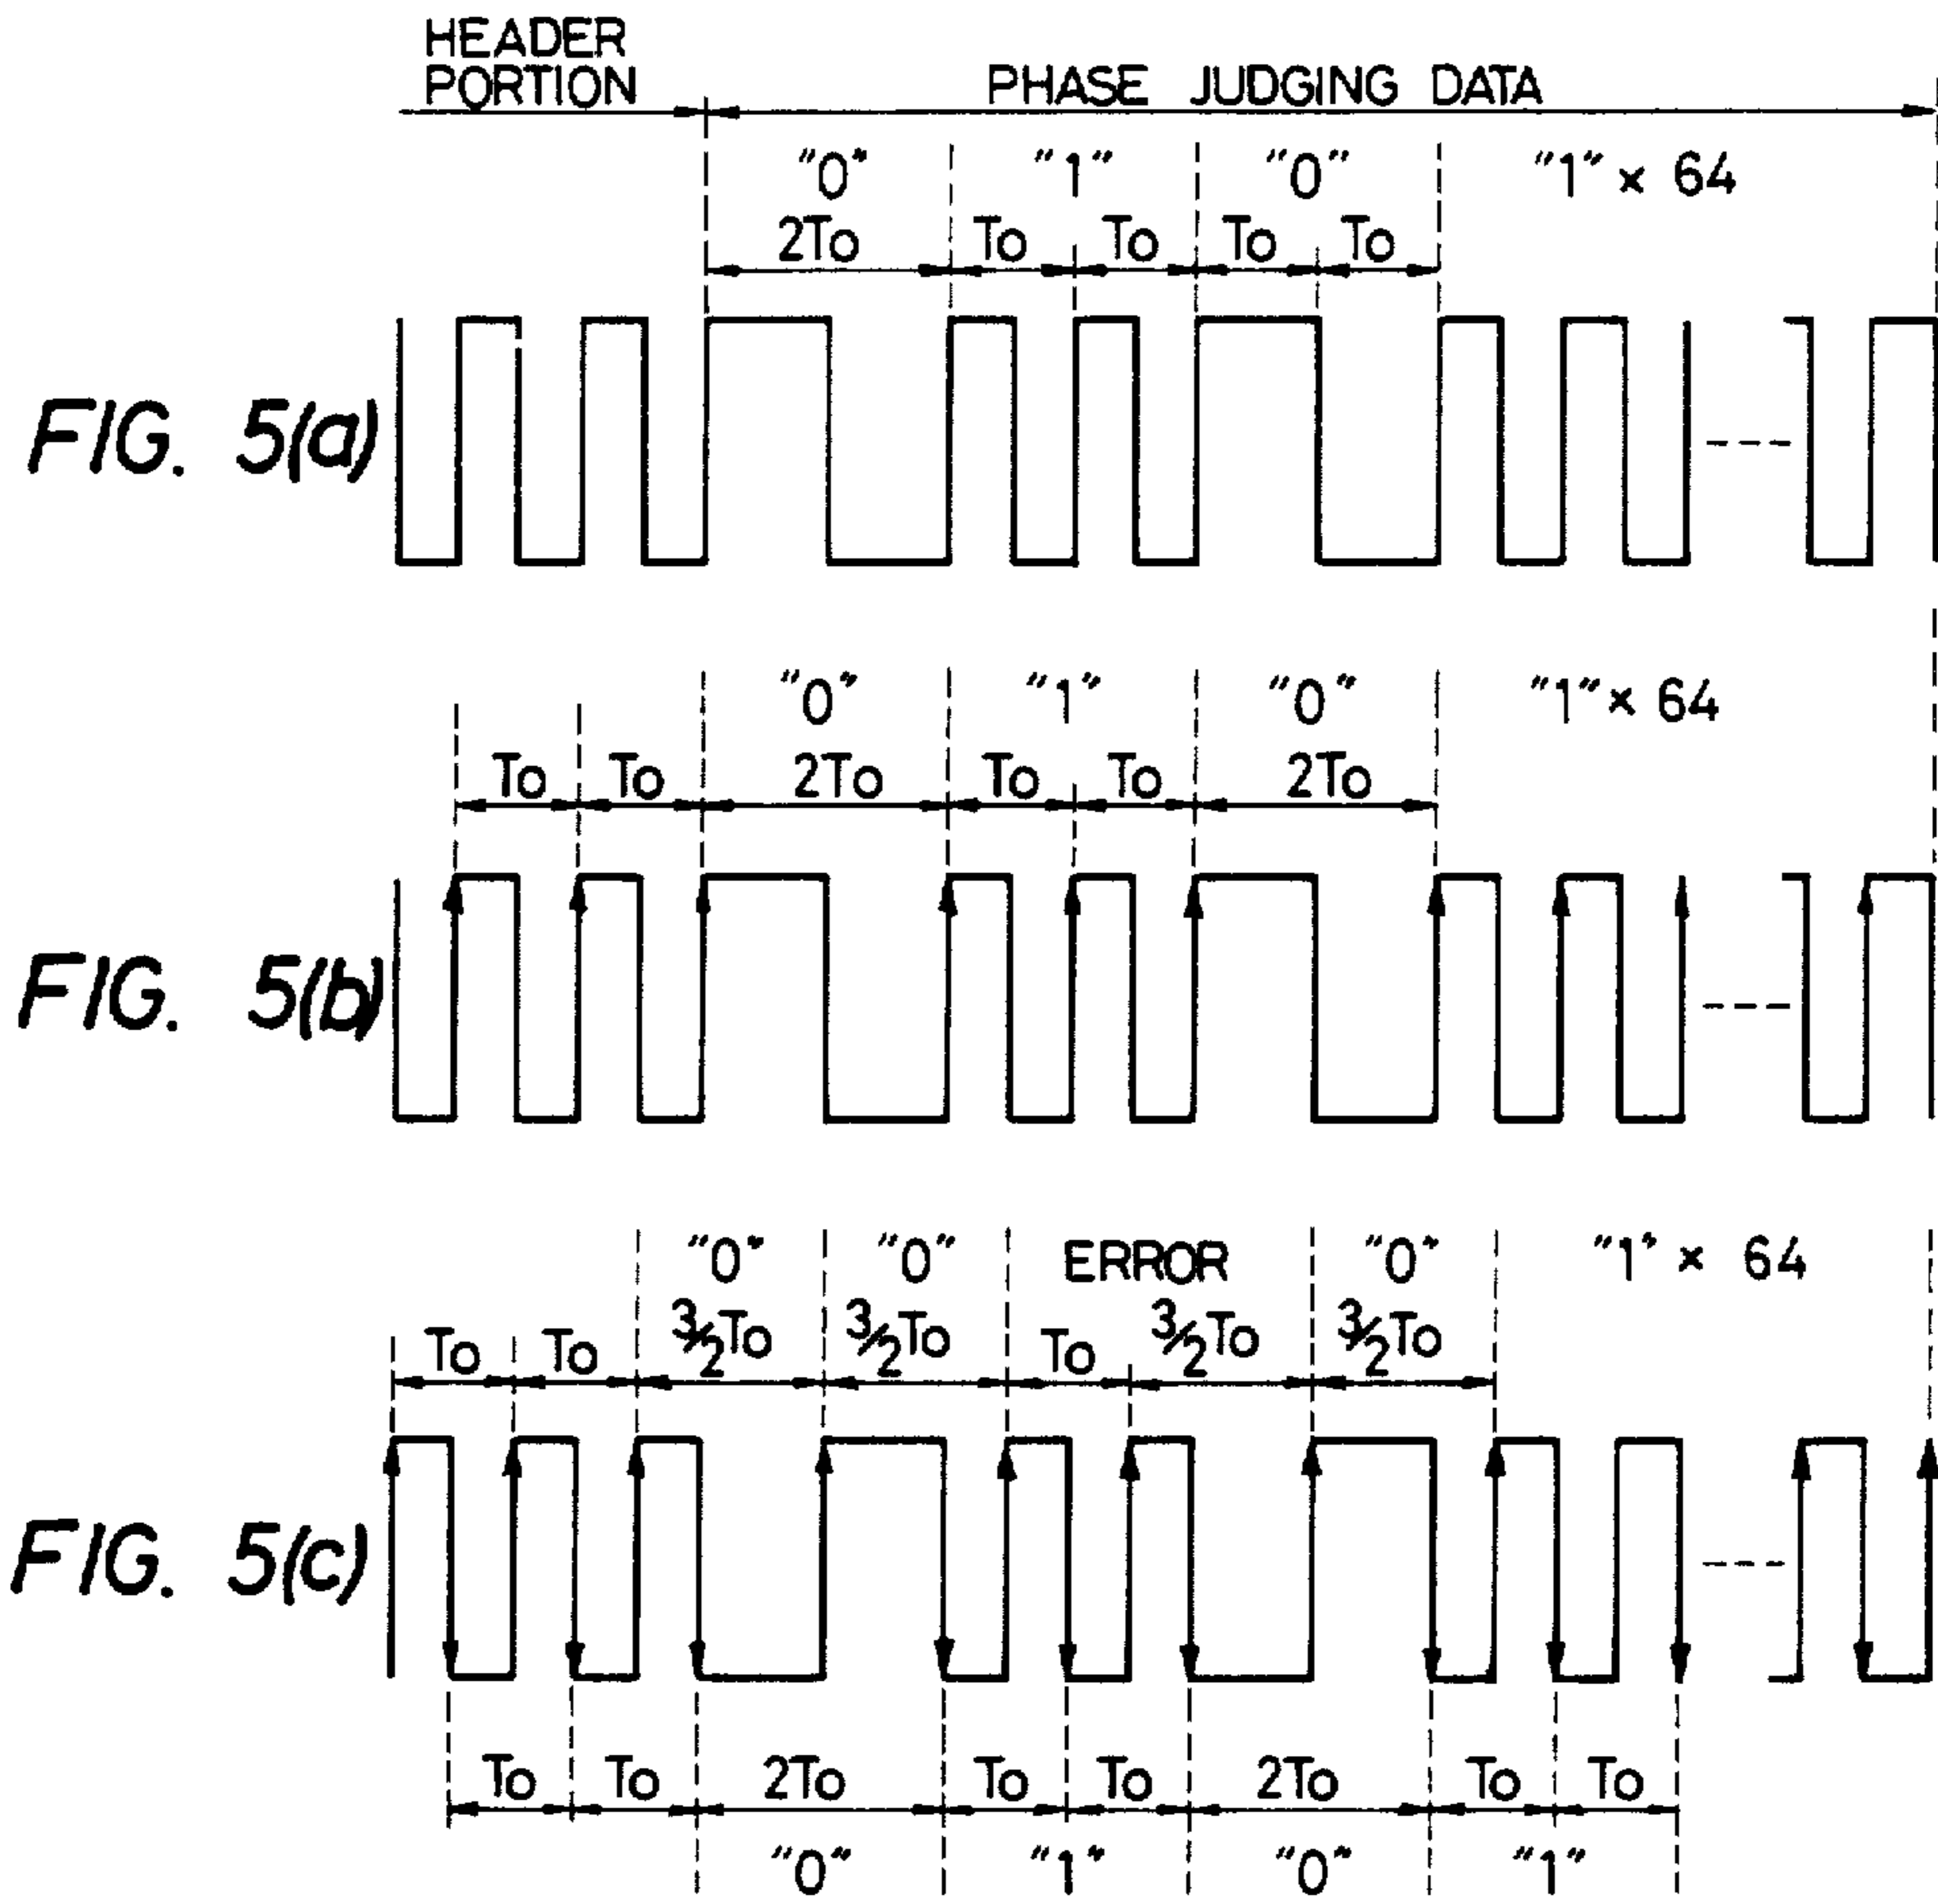 HEADER
PORTION
PHASE JUDGING DATA
"0" "1" "0" "1" × 64
2To To To To To
FIG. 5(a)
"0" "1" "0" "1" × 64
To To 2To To To 2To
FIG. 5(b)
"0" "0" ERROR "0" "1" × 64
To To 3/2To 3/2To To 3/2To 3/2To
FIG. 5(c)
To To 2To To To 2To To To
"0" "1" "0" "1"